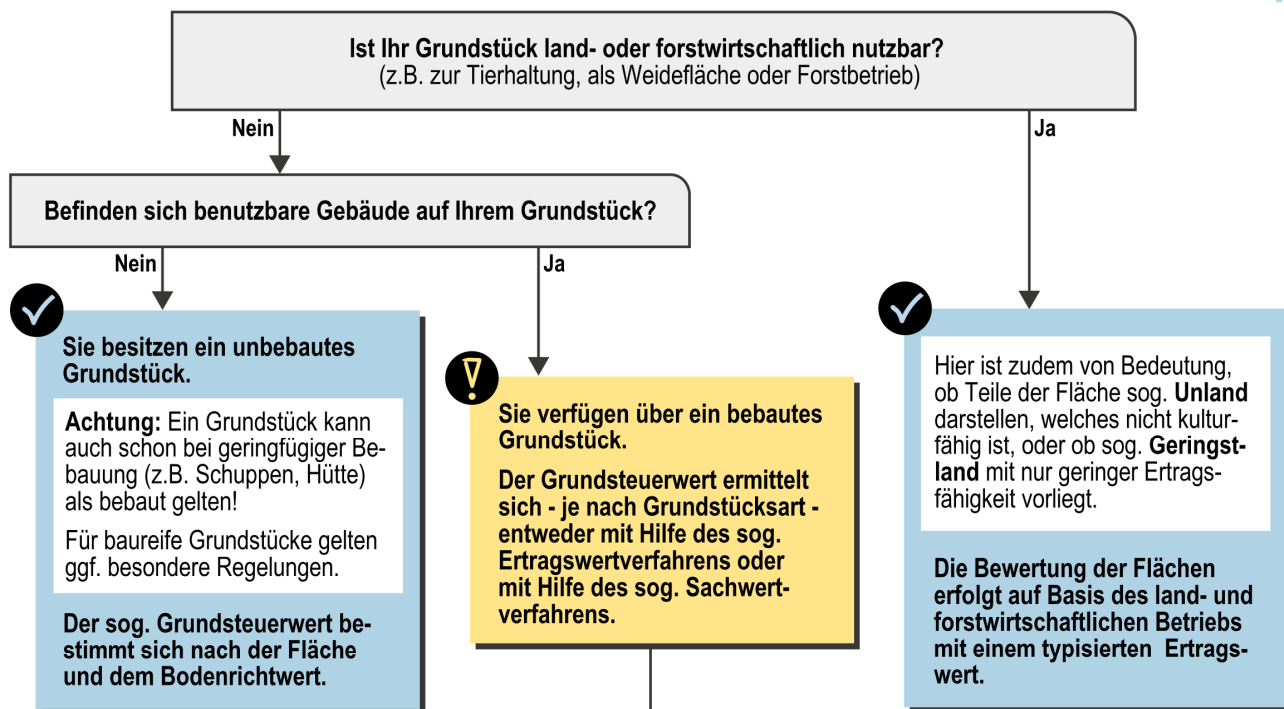 Ist Ihr Grundstück land- oder forstwirtschaftlich nutzbar?
(z.B. zur Tierhaltung, als Weidefläche oder Forstbetrieb)
Nein
Ja
Befinden sich benutzbare Gebäude auf Ihrem Grundstück?
Nein
Ja
Sie besitzen ein unbebautes
Grundstück.
Achtung: Ein Grundstück kann
auch schon bei geringfügiger Be-
bauung (z.B. Schuppen, Hütte)
als bebaut gelten!
Für baureife Grundstücke gelten
ggf. besondere Regelungen.
Der sog. Grundsteuerwert be-
stimmt sich nach der Fläche
und dem Bodenrichtwert.
Sie verfügen über ein bebautes
Grundstück.
Der Grundsteuerwert ermittelt
sich - je nach Grundstücksart -
entweder mit Hilfe des sog.
Ertragswertverfahrens oder
mit Hilfe des sog. Sachwert-
verfahrens.
Hier ist zudem von Bedeutung,
ob Teile der Fläche sog. Unland
darstellen, welches nicht kultur-
fähig ist, oder ob sog. Geringst-
land mit nur geringer Ertrags-
fähigkeit vorliegt.
Die Bewertung der Flächen
erfolgt auf Basis des land- und
forstwirtschaftlichen Betriebs
mit einem typisierten Ertrags-
wert.